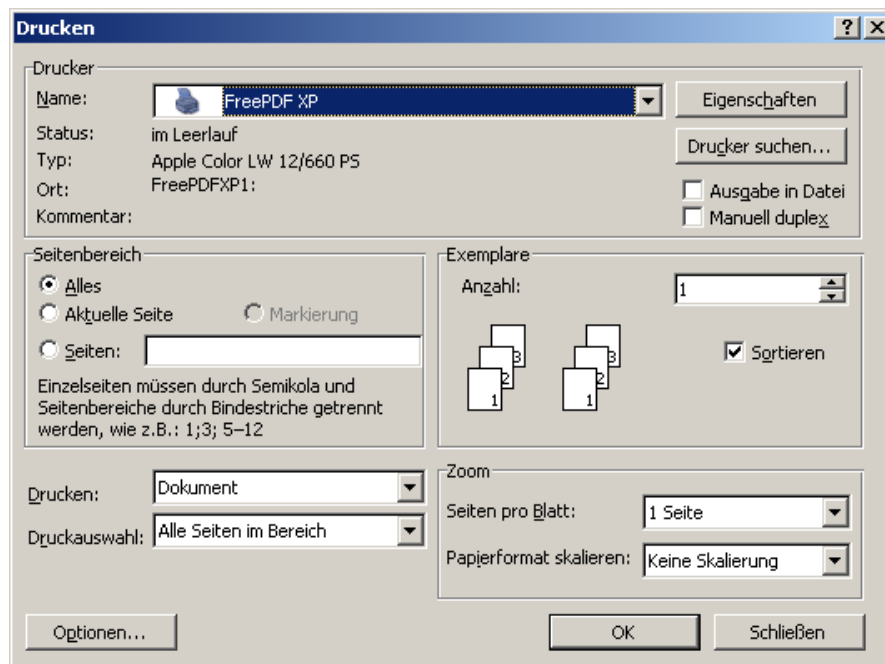 Drucken
Drucker
Name: FreePDF XP Eigenschaften
Status: im Leerlauf
Drucker suchen...
Typ: Apple Color LW 12/660 PS
Ort: FreePDFXP1:
Ausgabe in Datei
Kommentar:
Manuell duplex
Seitenbereich
Alles
Aktuelle Seite Markierung
Seiten:
Einzelseiten müssen durch Semikola und
Seitenbereiche durch Bindestriche getrennt
werden, wie z.B.: 1;3; 5–12
Exemplare
Anzahl: 1
3 3
2 2
1 1
Sortieren
Drucken: Dokument
Druckauswahl: Alle Seiten im Bereich
Zoom
Seiten pro Blatt: 1 Seite
Papierformat skalieren: Keine Skalierung
Optionen... OK Schließen